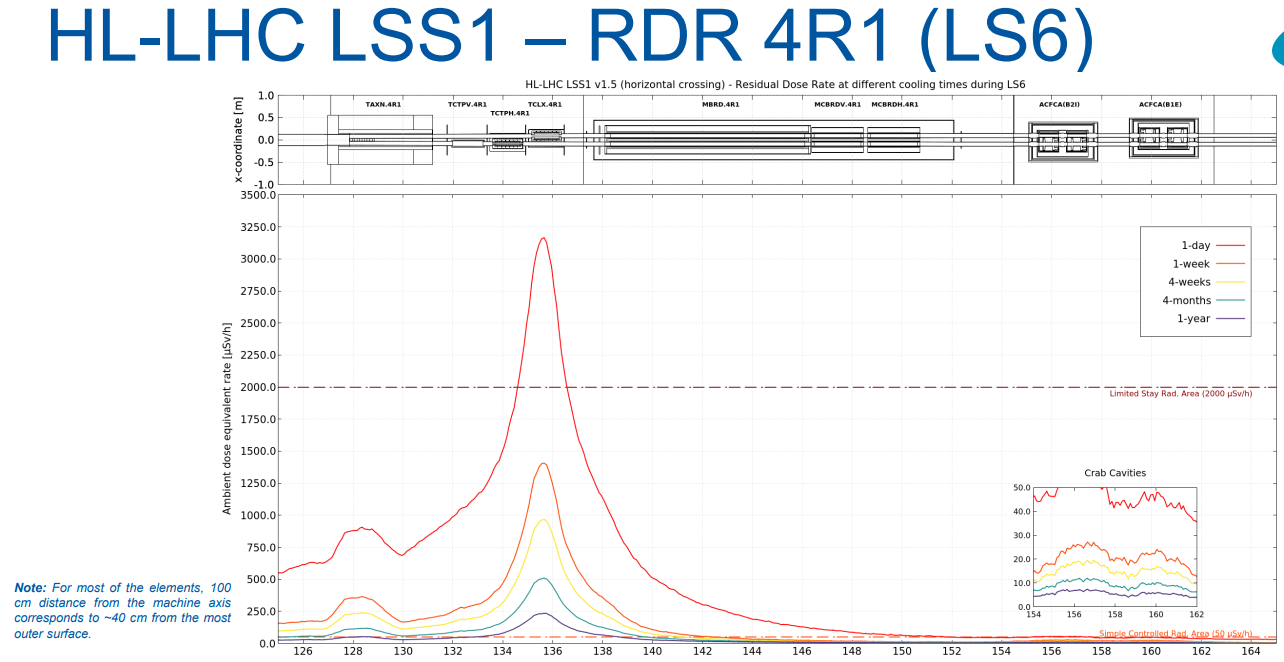 HL-LHC LSS1 – RDR 4R1 (LS6)
HL-LHC LSS1 v1.5 (horizontal crossing) - Residual Dose Rate at different cooling times during LS6
x-coordinate [m]
1.0
0.5
0.0
-0.5
-1.0
TAXN.4R1
TCTPV.4R1
TCTPH.4R1
TCLX.4R1
MBRD.4R1
MCBRDV.4R1
MCBRDH.4R1
ACFCA(B2I)
ACFCA(B1E)
Ambient dose equivalent rate [µSv/h]
3500.0
3250.0
3000.0
2750.0
2500.0
2250.0
2000.0
1750.0
1500.0
1250.0
1000.0
750.0
500.0
250.0
0.0
1-day
1-week
4-weeks
4-months
1-year
Limited Stay Rad. Area (2000 µSv/h)
Crab Cavities
50.0
40.0
30.0
20.0
10.0
0.0
154 156 158 160 162
Simple Controlled Rad. Area (50 µSv/h)
126 128 130 132 134 136 138 140 142 144 146 148 150 152 154 156 158 160 162 164
Note: For most of the elements, 100
cm distance from the machine axis
corresponds to ~40 cm from the most
outer surface.